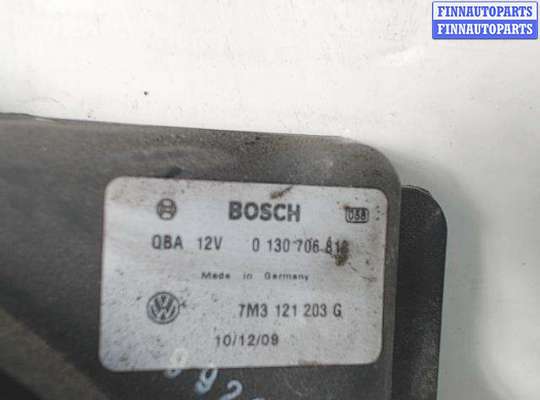 FINNAUTOPARTS
FINNAUTOPARTS
BOSCH
QBA 12V 0 130 706
Made in Germany
7M3 121 203 G
10/12/09